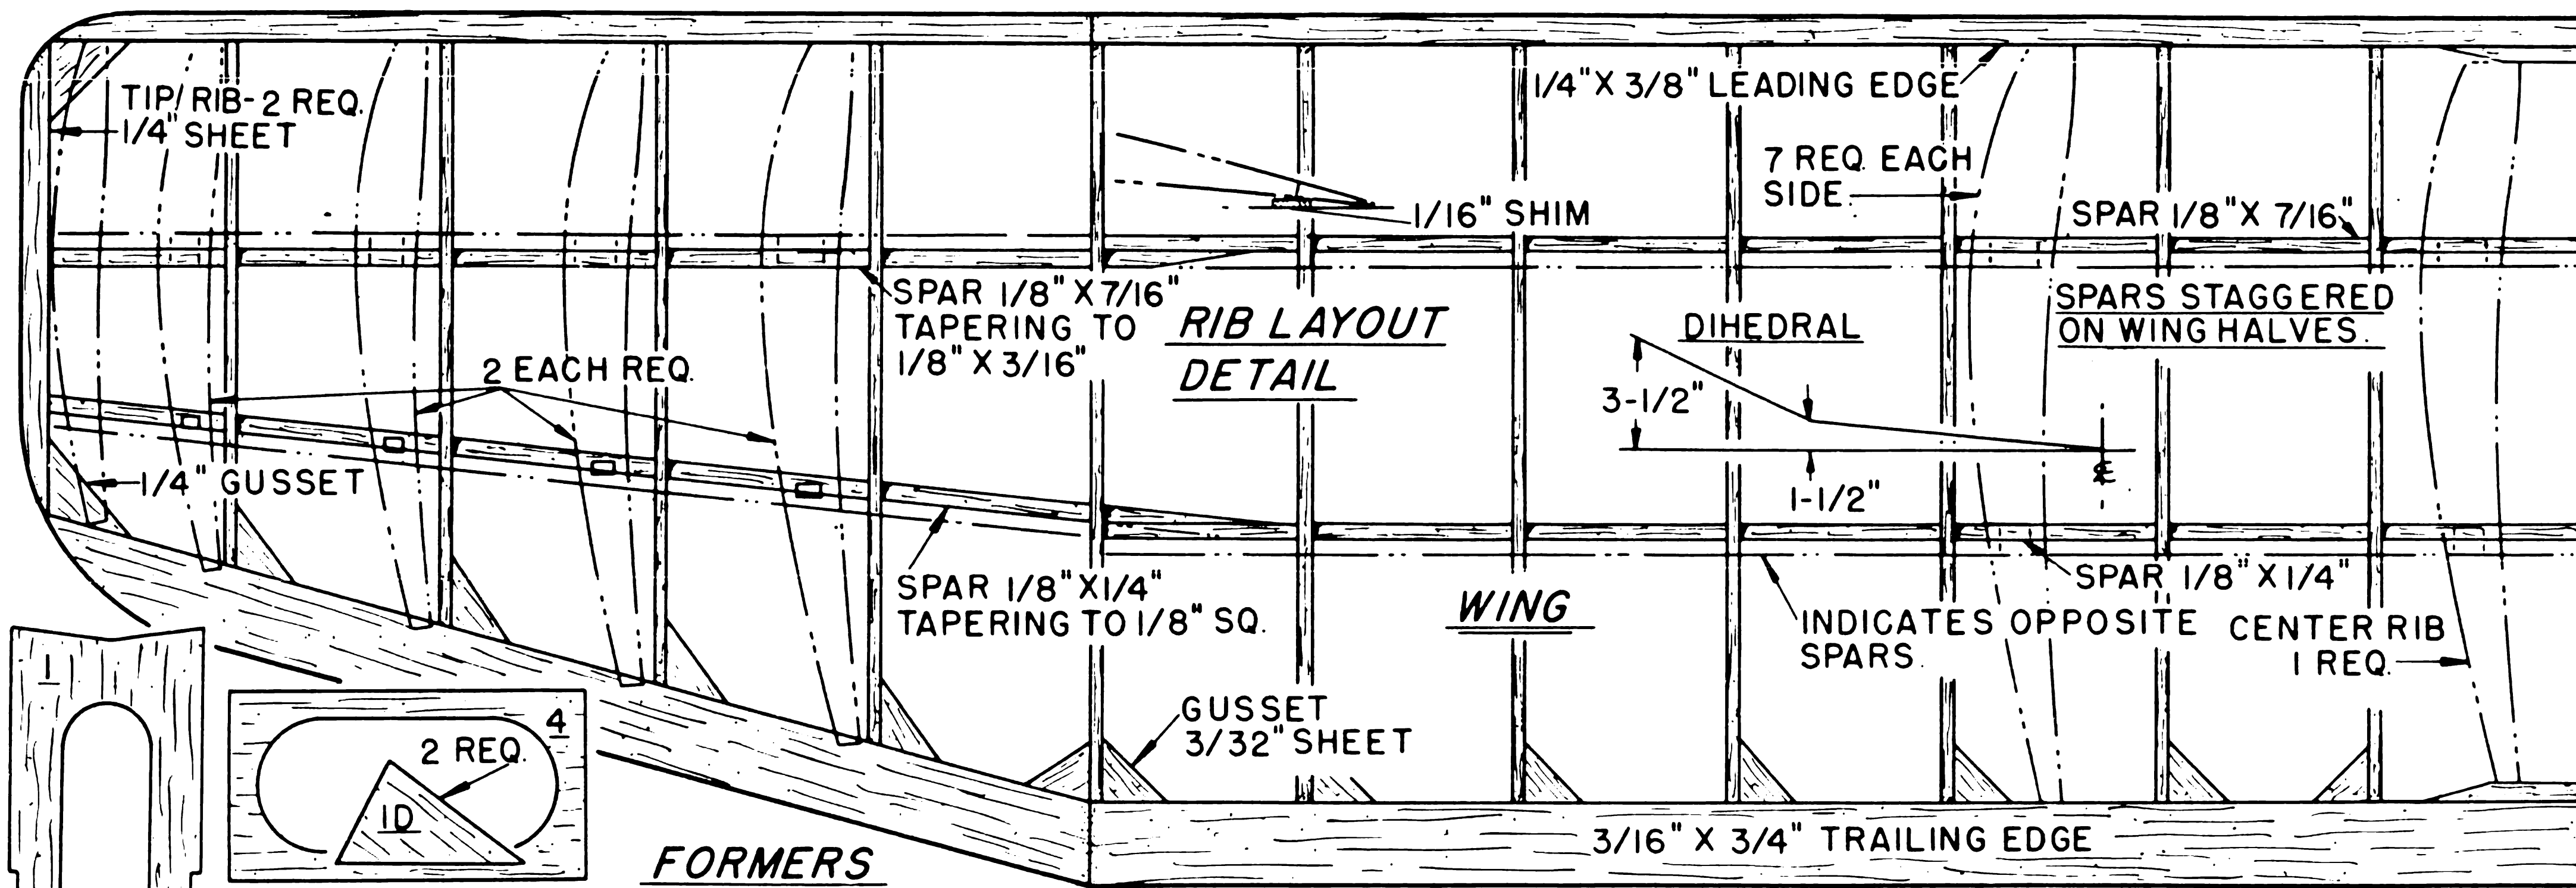 TIP RIB-2 REQ.
1/4" SHEET
1/4" X 3/8" LEADING EDGE
7 REQ. EACH
SIDE
1/16" SHIM
SPAR 1/8" X 7/16"
SPAR 1/8" X 7/16"
TAPERING TO
1/8" X 3/16"
RIB LAYOUT
DETAIL
DIHEDRAL
3-1/2"
1-1/2"
SPARS STAGGERED
ON WING HALVES.
2 EACH REQ.
1/4" GUSSET
SPAR 1/8" X 1/4"
TAPERING TO 1/8" SQ.
WING
SPAR 1/8" X 1/4"
INDICATES OPPOSITE
SPARS.
CENTER RIB
1 REQ.
1
GUSSET
3/32" SHEET
4
2 REQ.
1D
FORMERS
3/16" X 3/4" TRAILING EDGE